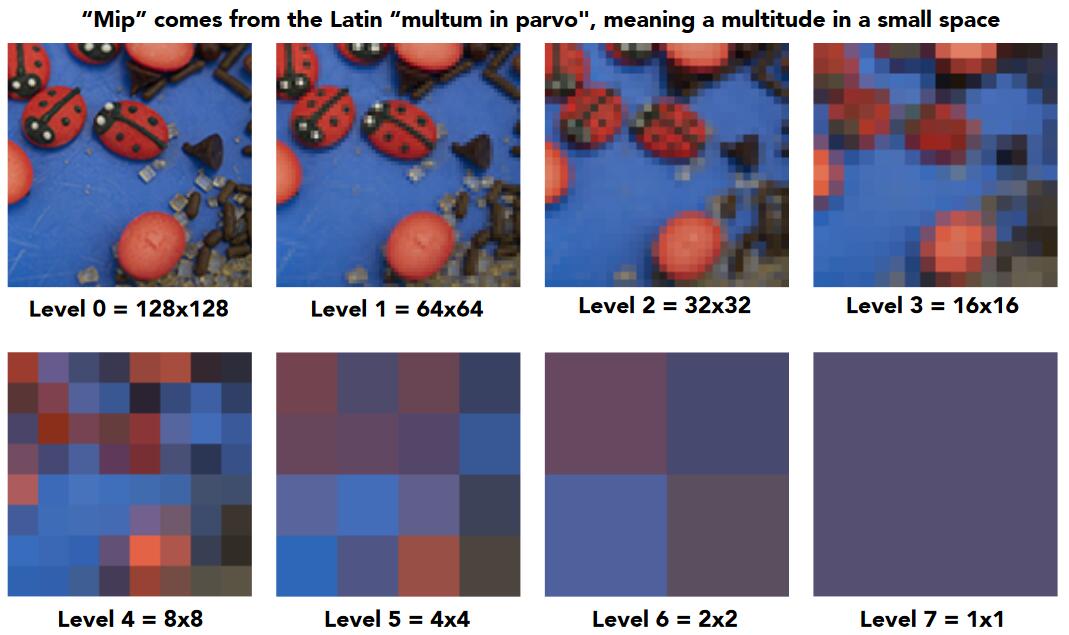 “Mip” comes from the Latin “multum in parvo", meaning a multitude in a small space
Level 0 = 128x128
Level 1 = 64x64
Level 2 = 32x32
Level 3 = 16x16
Level 4 = 8x8
Level 5 = 4x4
Level 6 = 2x2
Level 7 = 1x1